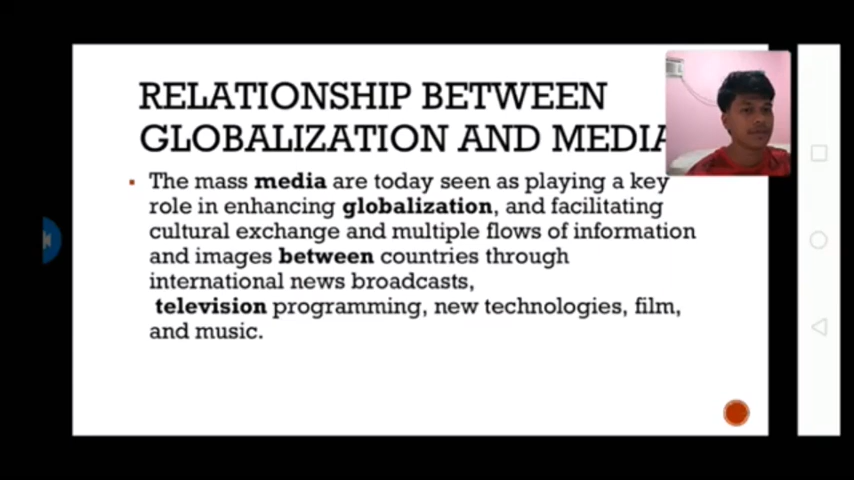 RELATIONSHIP BETWEEN
GLOBALIZATION AND MEDIA
The mass media are today seen as playing a key
role in enhancing globalization, and facilitating
cultural exchange and multiple flows of information
and images between countries through
international news broadcasts,
television programming, new technologies, film,
and music.